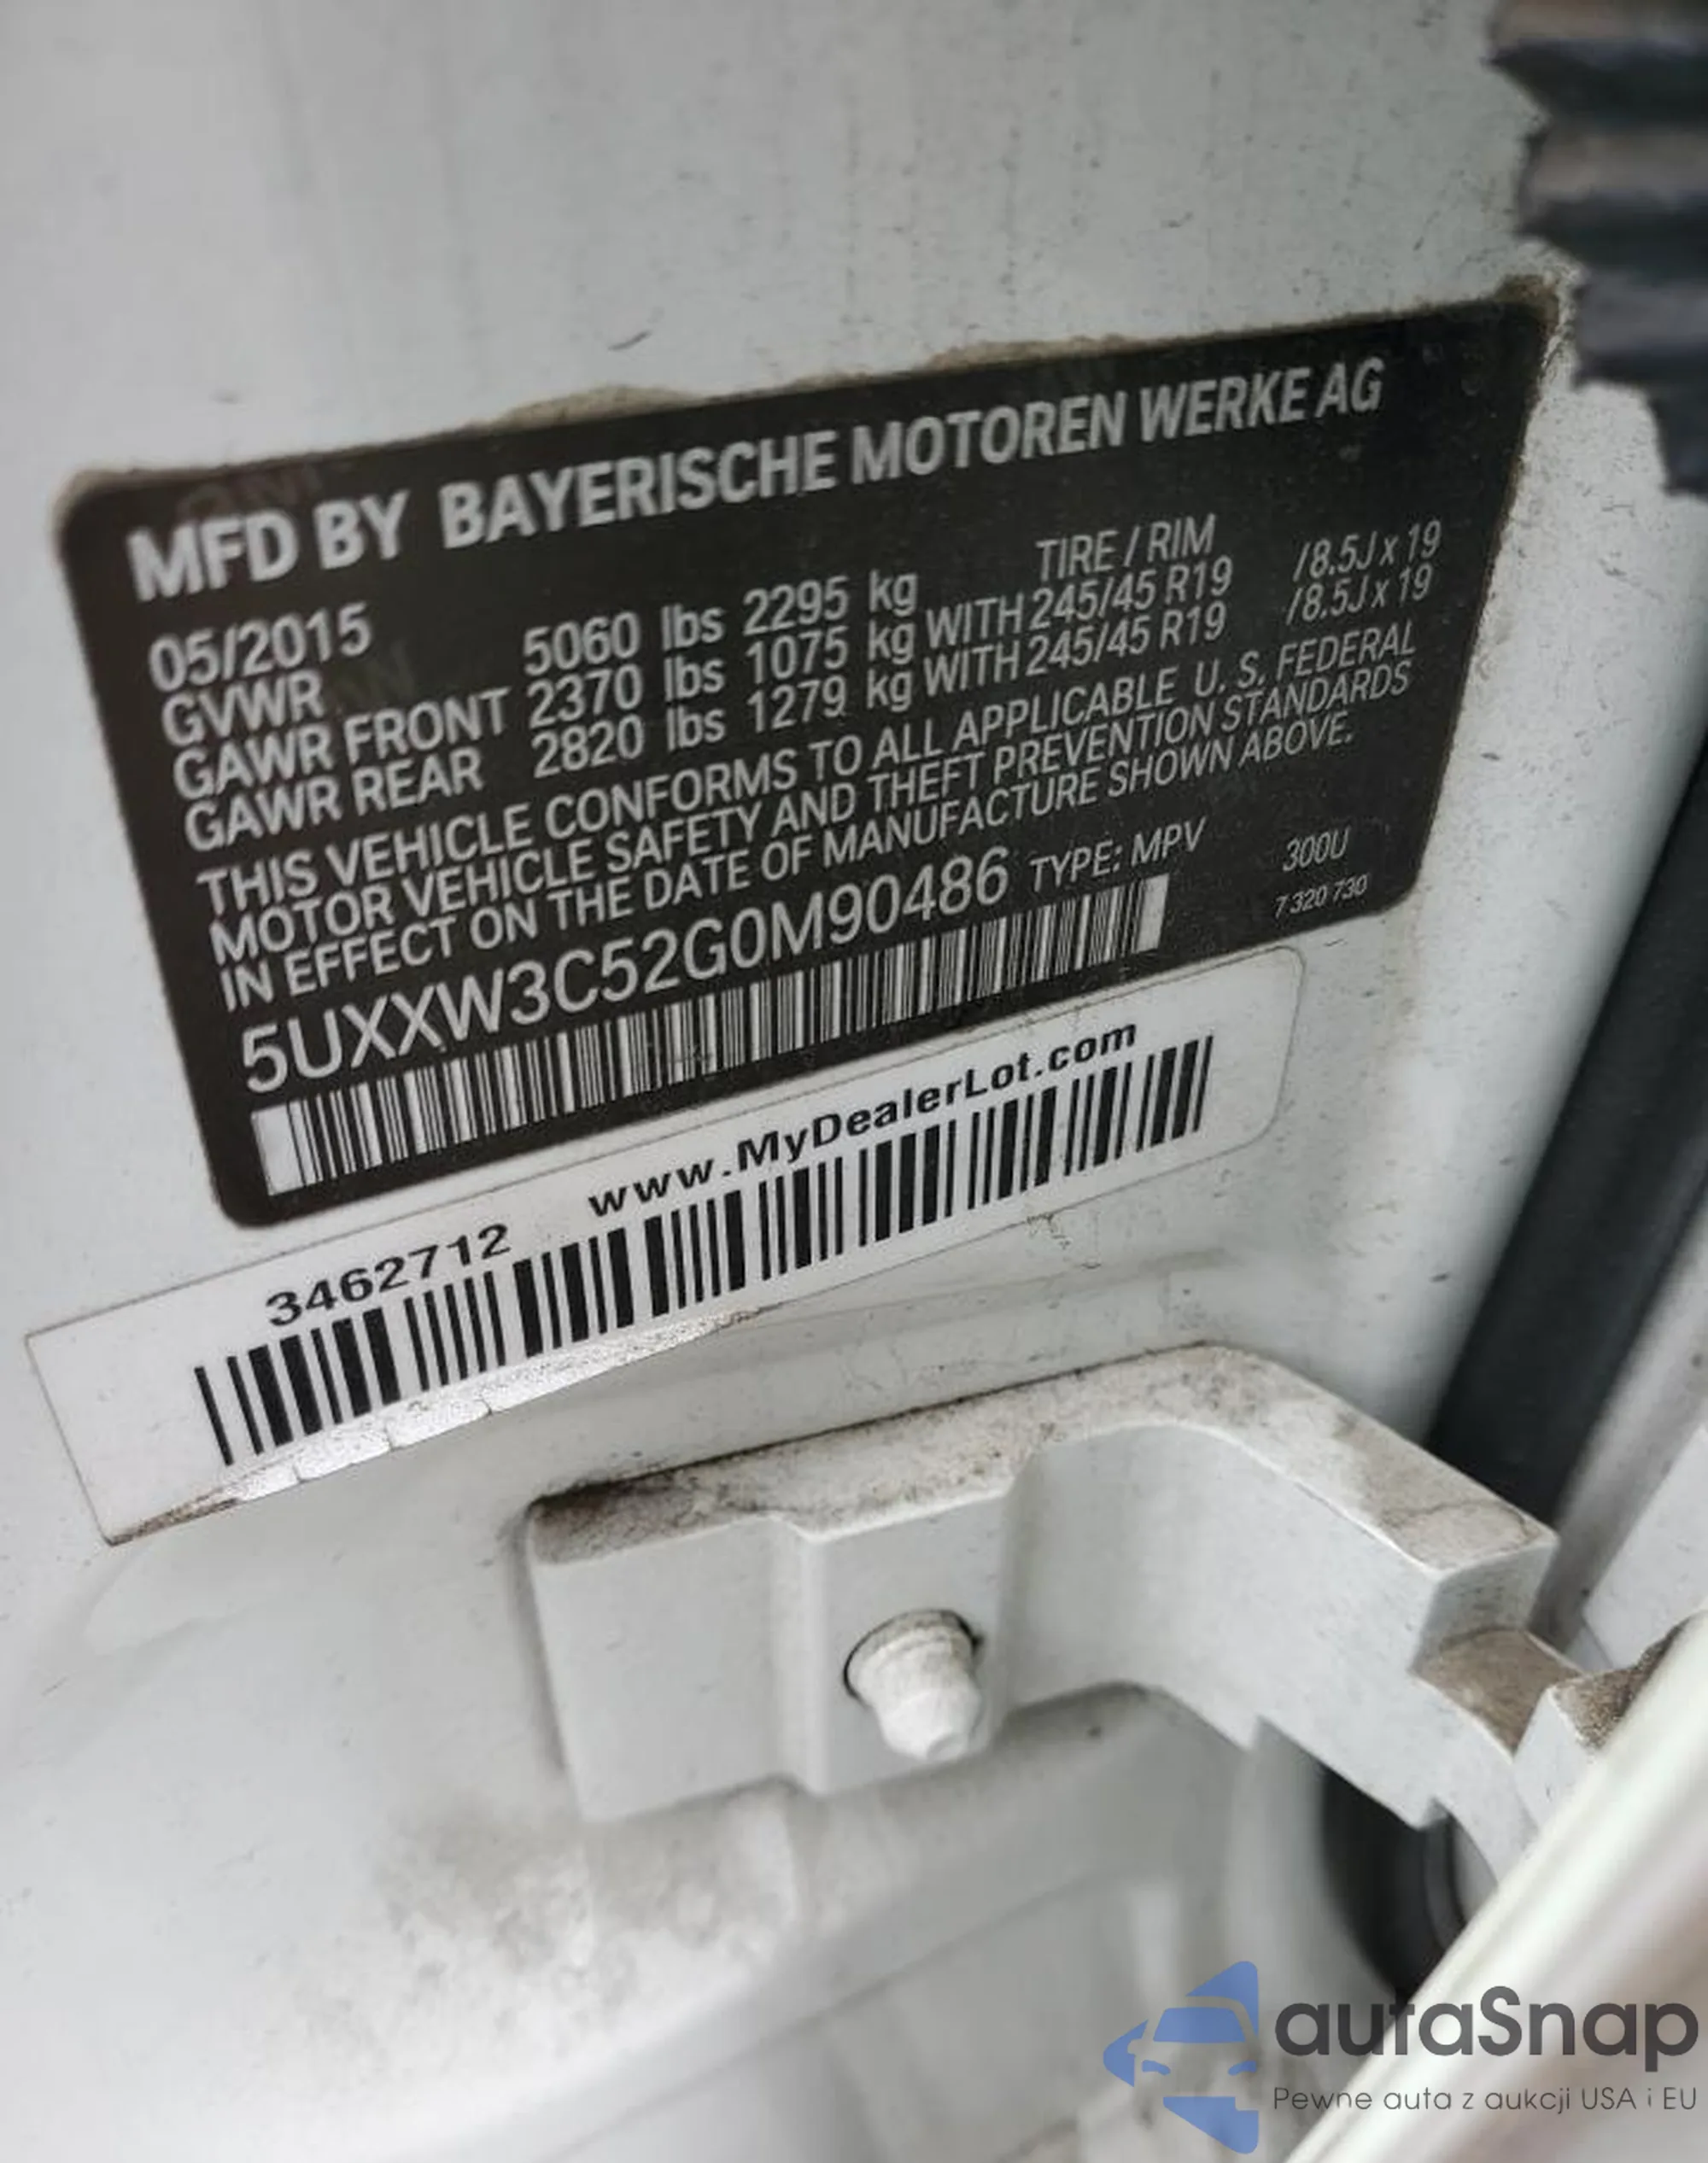 MFD BY BAYERISCHE MOTOREN WERKE AG
05/2015 TIRE / RIM
GVWR 5060 lbs 2295 kg
GAWR FRONT 2370 lbs 1075 kg WITH 245/45 R19 /8.5J x 19
GAWR REAR 2820 lbs 1279 kg WITH 245/45 R19 /8.5J x 19
THIS VEHICLE CONFORMS TO ALL APPLICABLE U. S. FEDERAL
MOTOR VEHICLE SAFETY AND THEFT PREVENTION STANDARDS
IN EFFECT ON THE DATE OF MANUFACTURE SHOWN ABOVE.
5UXXW3C52G0M90486 TYPE: MPV 300U
7 320 730
3462712 www.MyDealerLot.com
autaSnap
Pewne auta z aukcji USA i EU